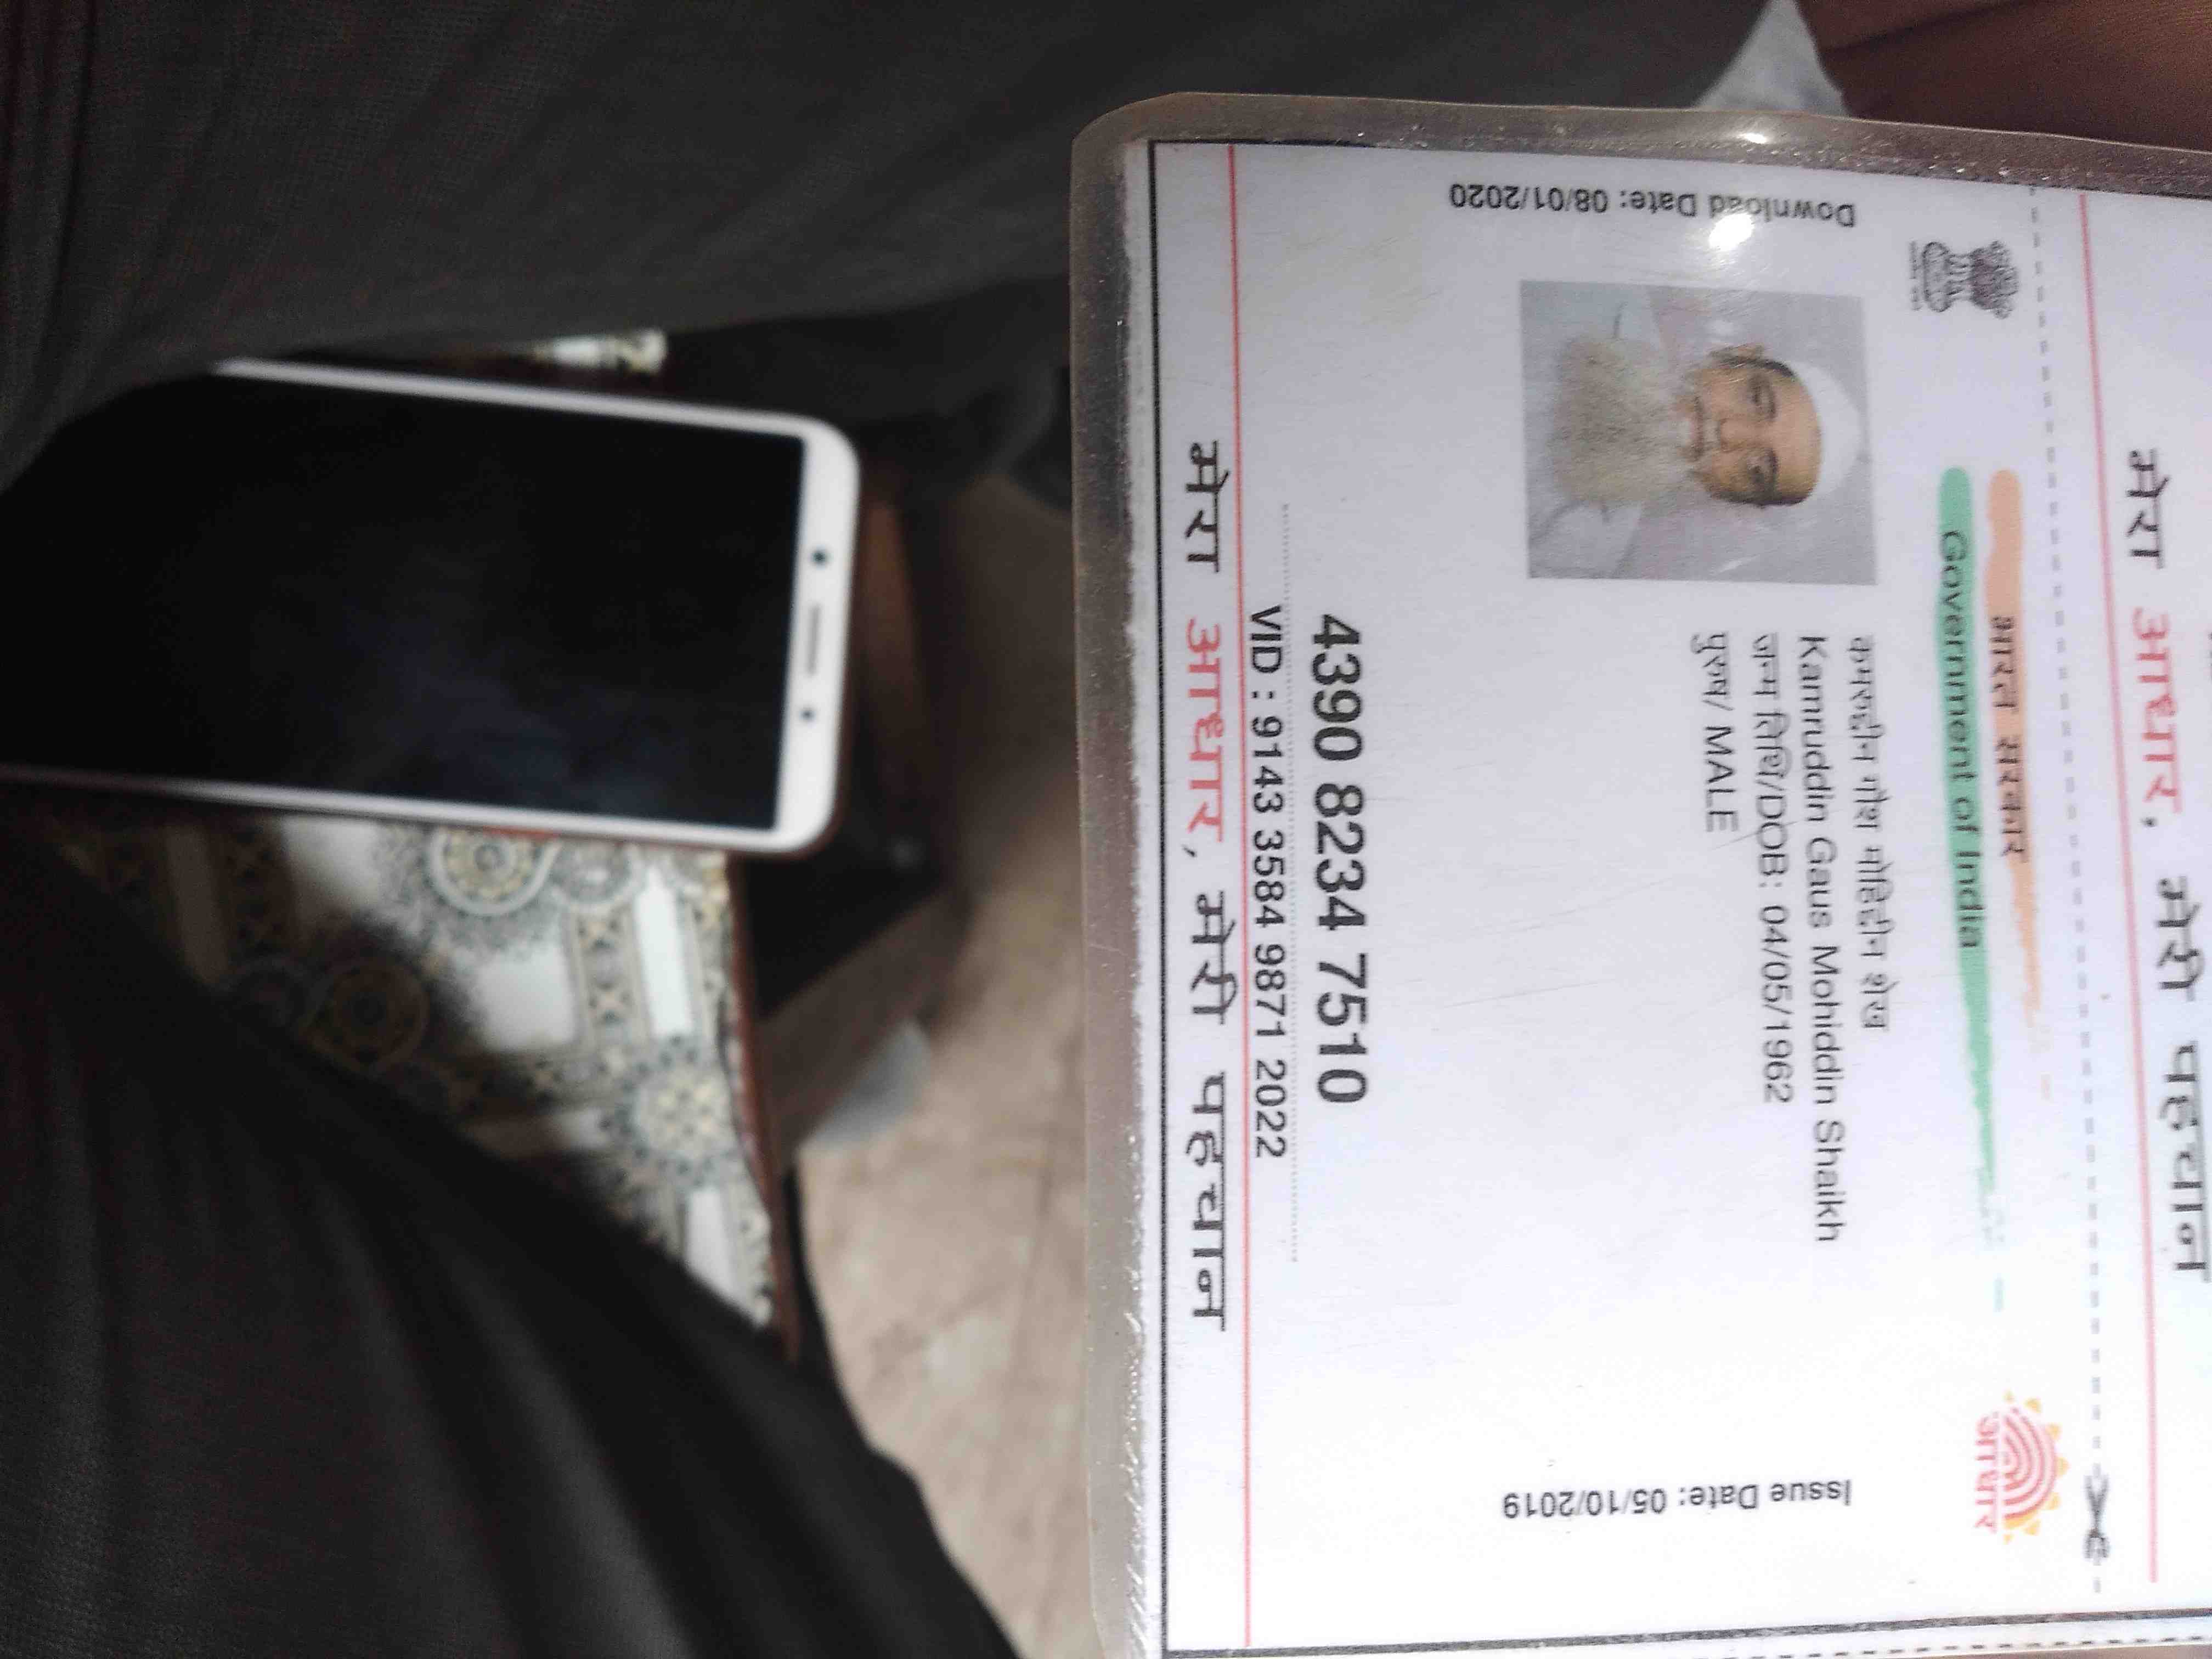 मेरा आधार, मेरी पहचान
भारत सरकार
Government of India
Download Date: 08/01/2020
कमरुद्दीन गौश मोहिद्दीन शेख
Kamruddin Gaus Mohiddin Shaikh
जन्म तिथि/DOB: 04/05/1962
पुरुष/ MALE
Issue Date: 05/10/2019
आधार
4390 8234 7510
VID : 9143 3584 9871 2022
मेरा आधार, मेरी पहचान